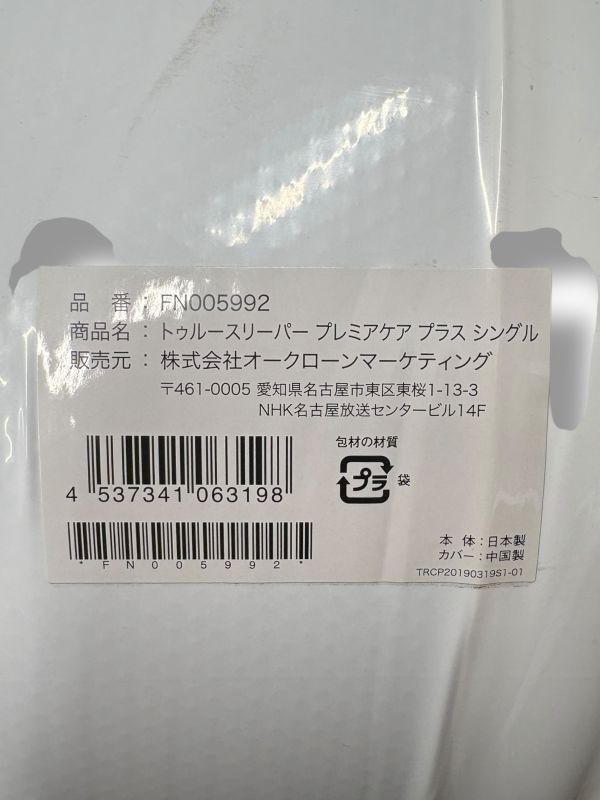 品 番 : FN005992
商品名 : トゥルースリーパー プレミアケア プラス シングル
販売元 : 株式会社オークローンマーケティング
〒461-0005 愛知県名古屋市東区東桜1-13-3
NHK名古屋放送センタービル14F
包材の材質
プラ 袋
4 537341 063198
*FN005992*
本 体 : 日本製
カバー : 中国製
TRCP20190319S1-01